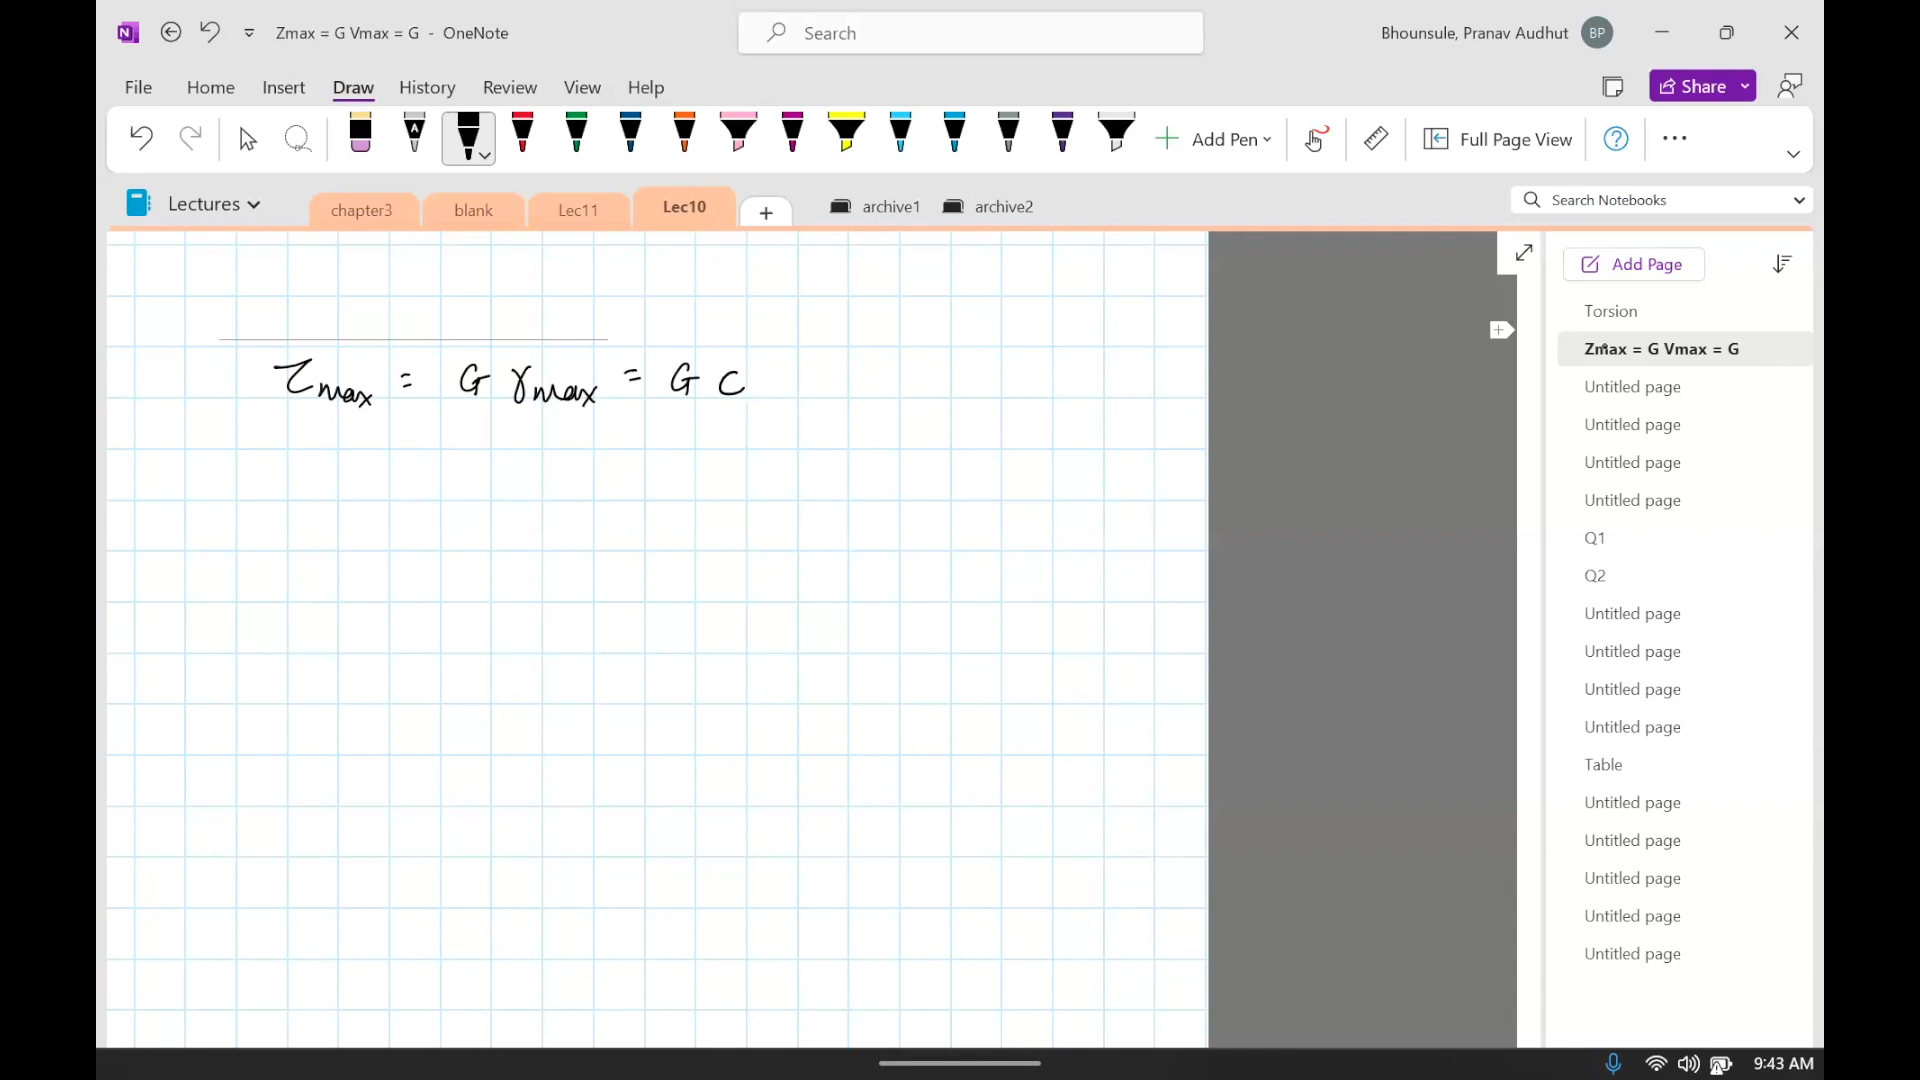 Zmax = G Vmax = G - OneNote
Search
Bhounsule, Pranav Audhut
BP
File Home Insert Draw History Review View Help
Share
A
Add Pen
Full Page View
?
Lectures
chapter3
blank
Lec11
Lec10
archive1
archive2
Search Notebooks
τmax = G γmax = G c
Add Page
Torsion
Zmax = G Vmax = G
Untitled page
Untitled page
Untitled page
Untitled page
Q1
Q2
Untitled page
Untitled page
Untitled page
Untitled page
Table
Untitled page
Untitled page
Untitled page
Untitled page
Untitled page
9:43 AM